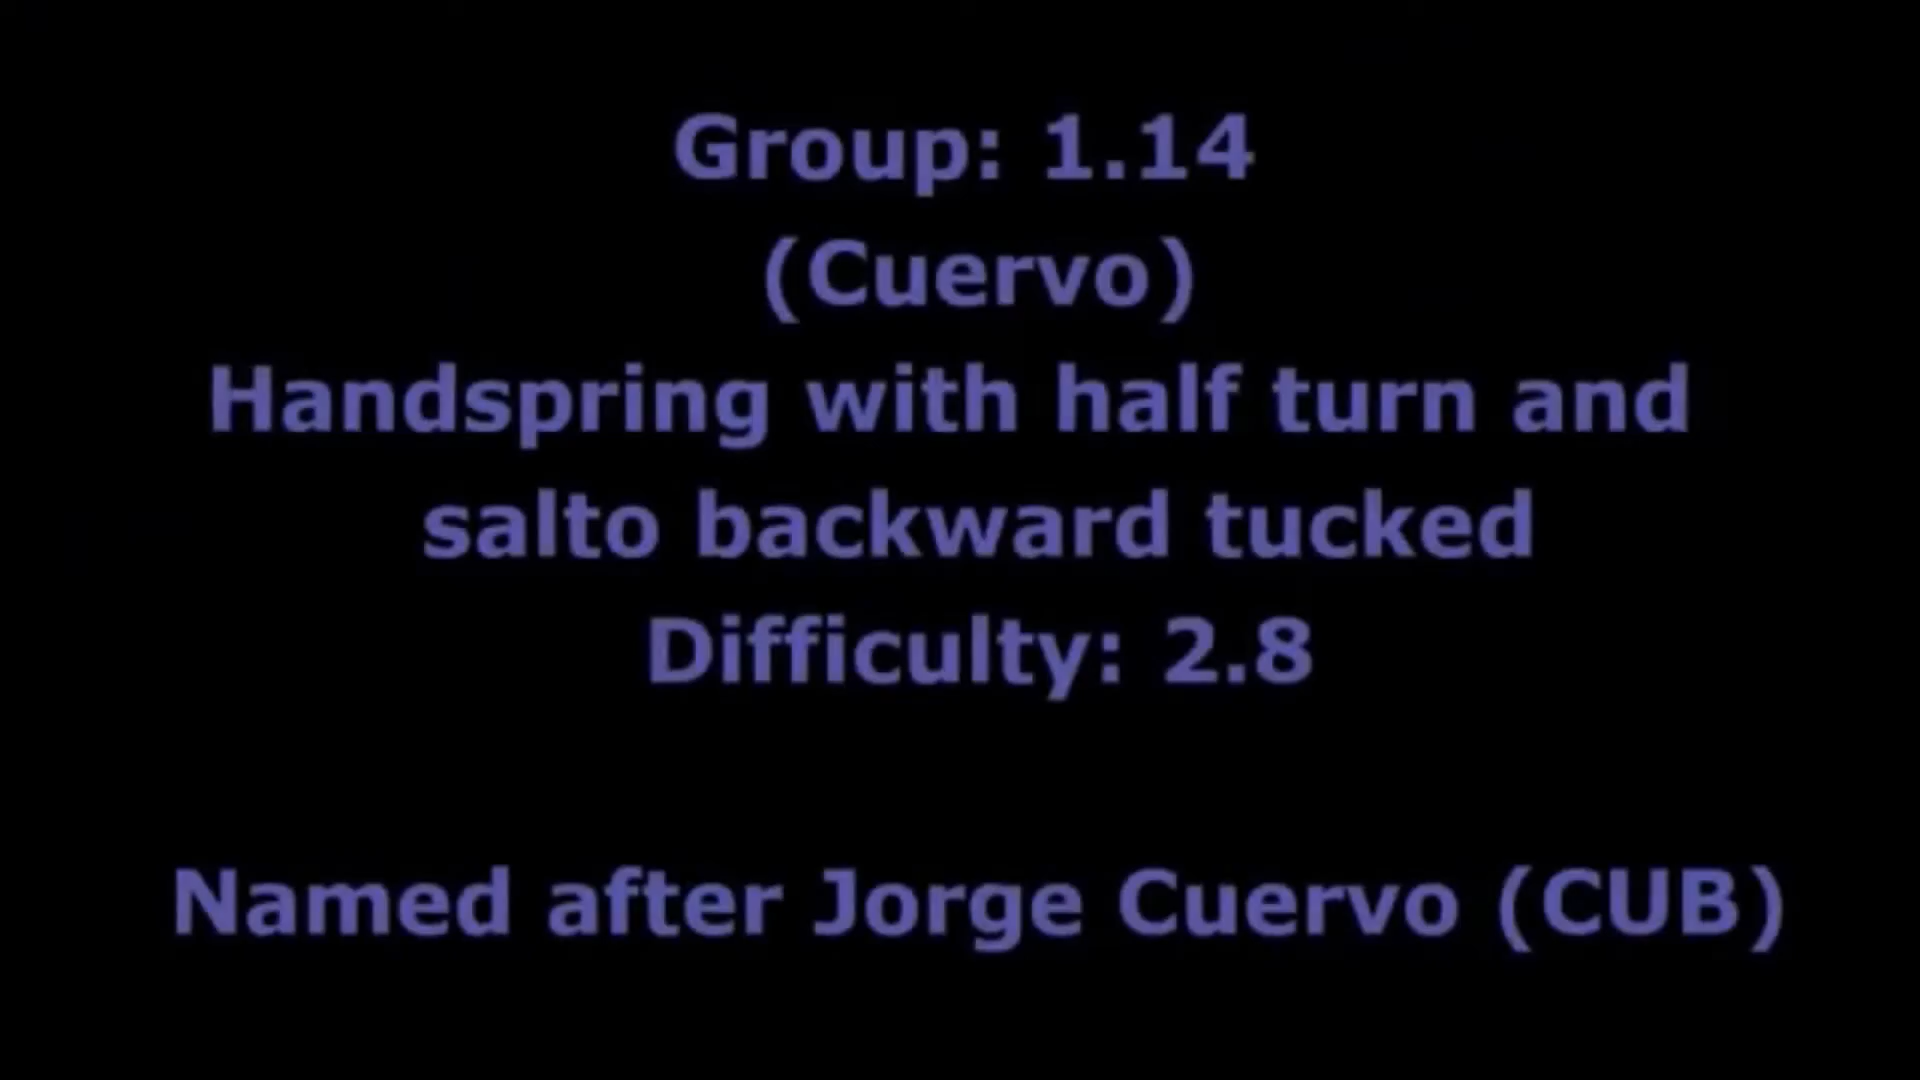 Group: 1.14
(Cuervo)
Handspring with half turn and
salto backward tucked
Difficulty: 2.8
Named after Jorge Cuervo (CUB)